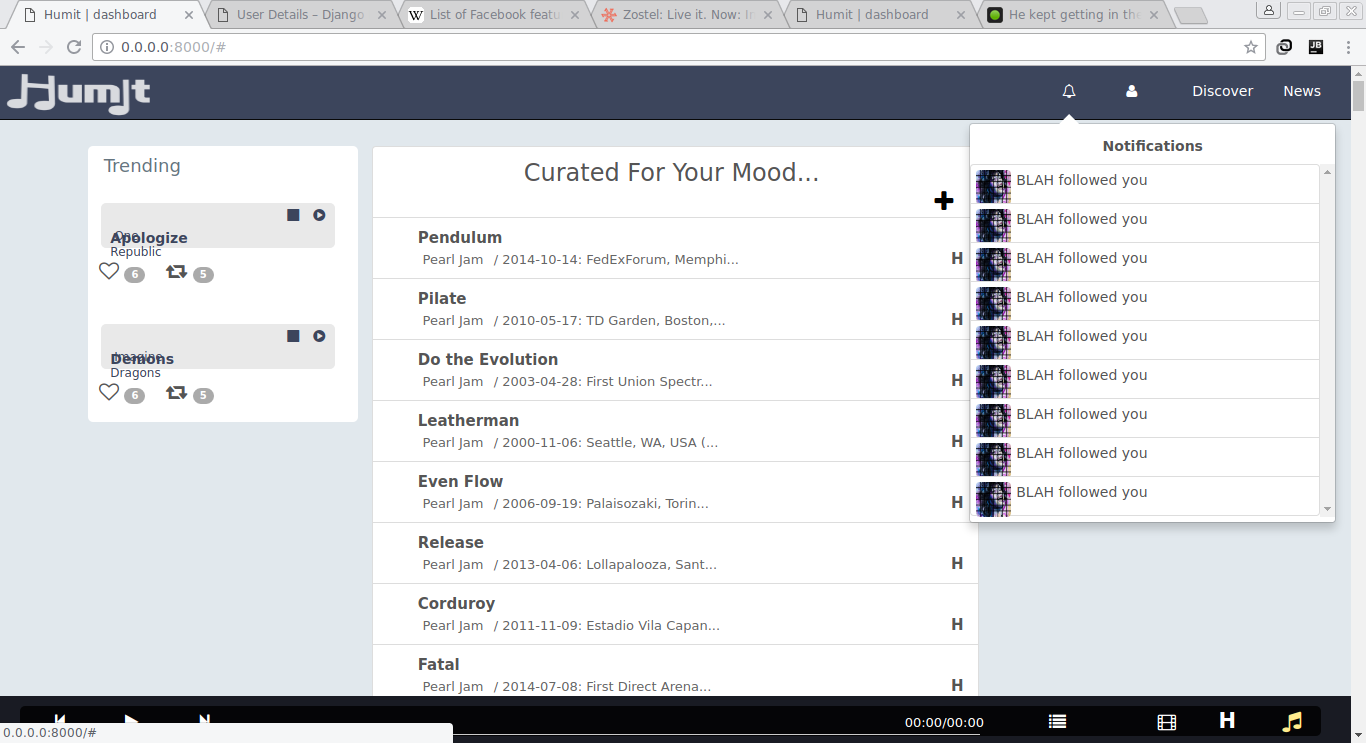 Humit | dashboard
User Details – Django
List of Facebook featu
Zostel: Live it. Now: I
Humit | dashboard
He kept getting in the
0.0.0.0:8000/#
JB
HumIt
Discover
News
Trending
Apologize
One
Republic
6
5
Demons
Imagine
Dragons
6
5
Curated For Your Mood...
Pendulum
Pearl Jam / 2014-10-14: FedExForum, Memphi...
H
Pilate
Pearl Jam / 2010-05-17: TD Garden, Boston,...
H
Do the Evolution
Pearl Jam / 2003-04-28: First Union Spectr...
H
Leatherman
Pearl Jam / 2000-11-06: Seattle, WA, USA (...
H
Even Flow
Pearl Jam / 2006-09-19: Palaisozaki, Torin...
H
Release
Pearl Jam / 2013-04-06: Lollapalooza, Sant...
H
Corduroy
Pearl Jam / 2011-11-09: Estadio Vila Capan...
H
Fatal
Pearl Jam / 2014-07-08: First Direct Arena...
H
Notifications
BLAH followed you
BLAH followed you
BLAH followed you
BLAH followed you
BLAH followed you
BLAH followed you
BLAH followed you
BLAH followed you
BLAH followed you
00:00/00:00
H
0.0.0.0:8000/#